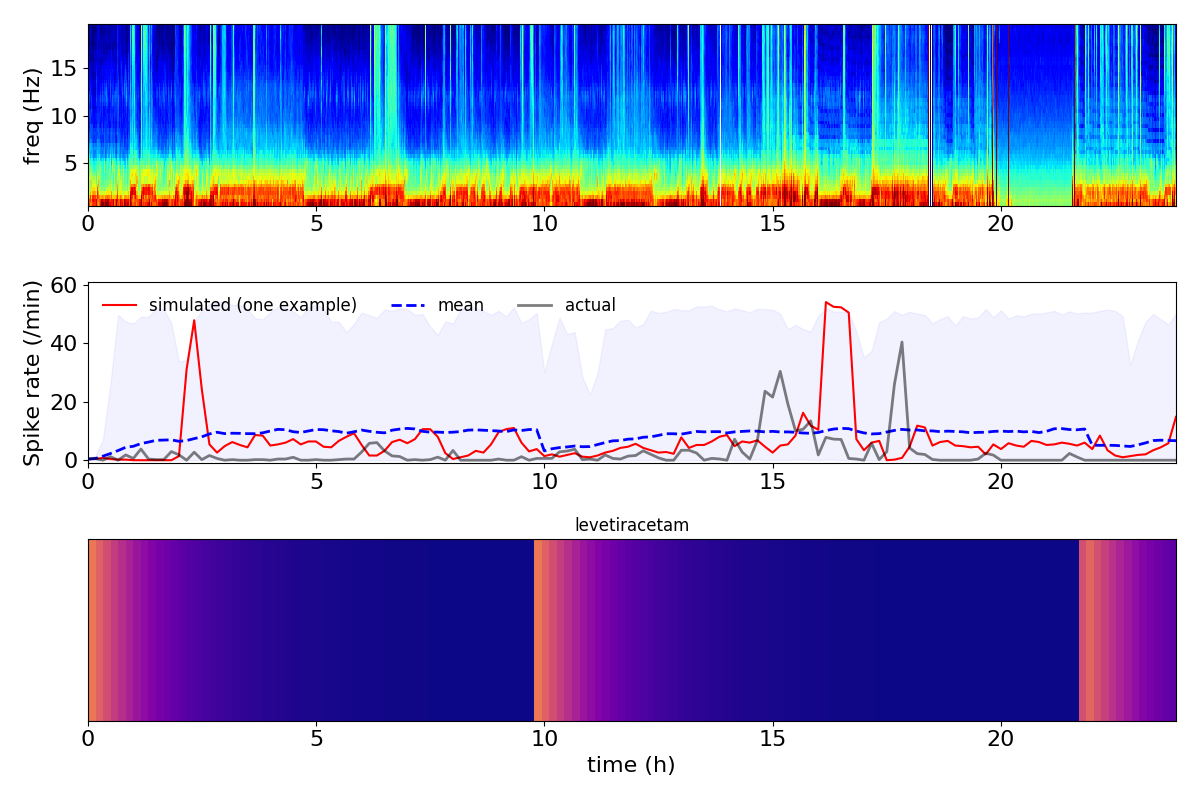 freq (Hz)
15
10
5
0 5 10 15 20
Spike rate (/min)
60
40
20
0
simulated (one example) mean actual
0 5 10 15 20
levetiracetam
0 5 10 15 20
time (h)